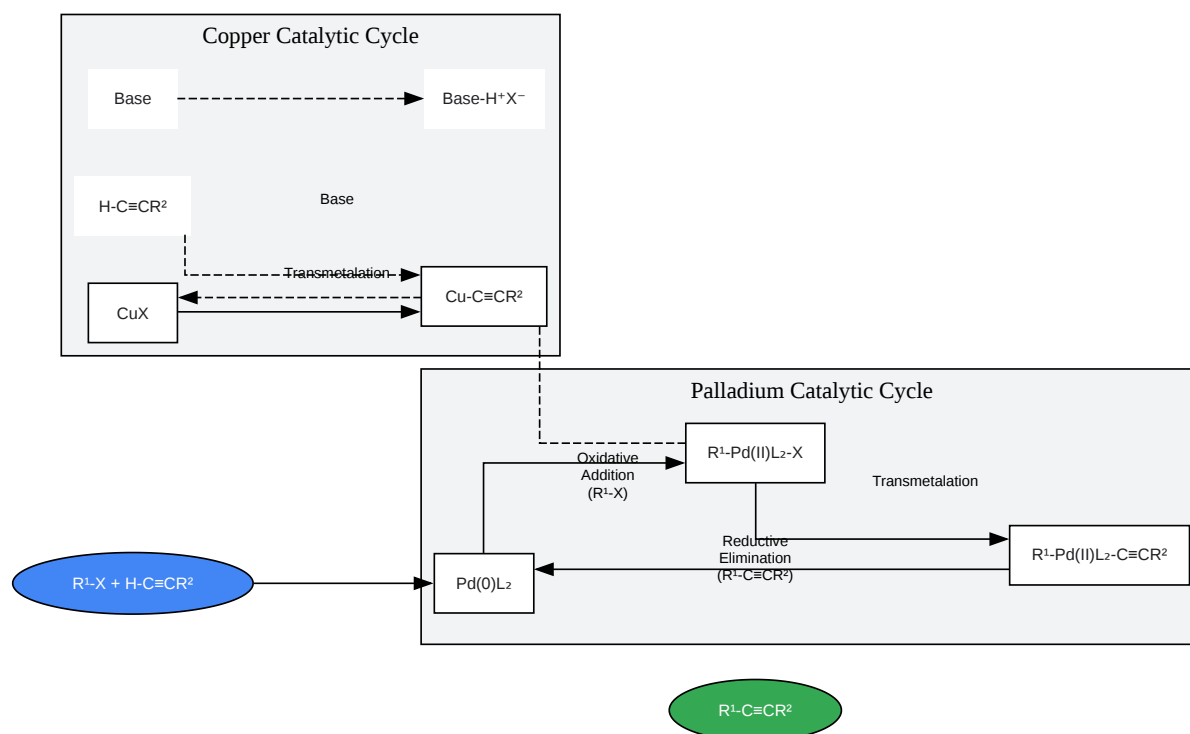 Copper Catalytic Cycle
Base
Base-H⁺X⁻
H-C≡CR²
Base
Transmetalation
CuX
Cu-C≡CR²
Palladium Catalytic Cycle
R¹-Pd(II)L₂-X
Oxidative
Addition
(R¹-X)
Transmetalation
Reductive
Elimination
(R¹-C≡CR²)
R¹-Pd(II)L₂-C≡CR²
R¹-X + H-C≡CR²
Pd(0)L₂
R¹-C≡CR²